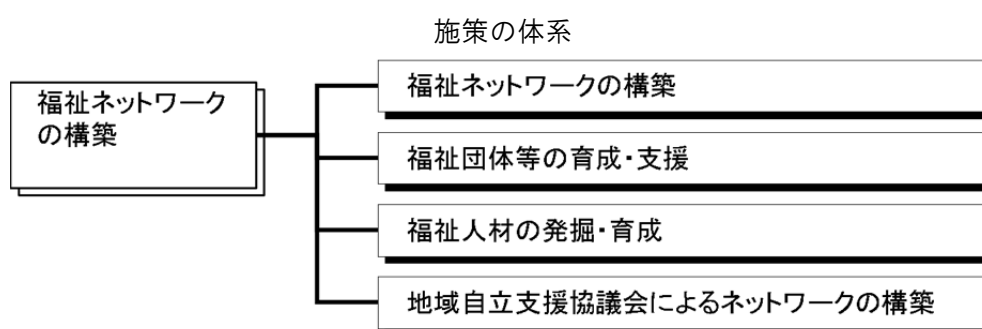 施策の体系
福祉ネットワーク
の構築
福祉ネットワークの構築
福祉団体等の育成・支援
福祉人材の発掘・育成
地域自立支援協議会によるネットワークの構築